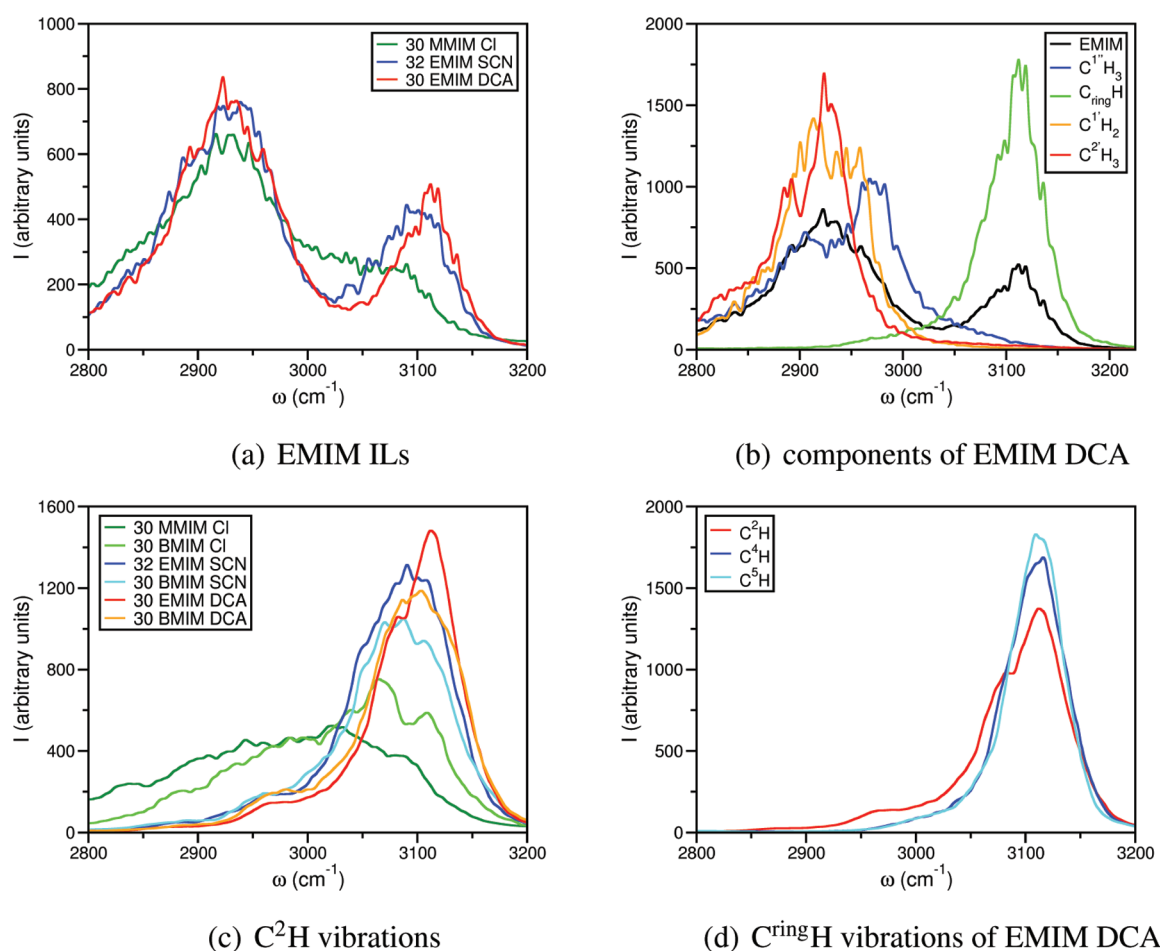 1000
800
600
400
200
0
I (arbitrary units)
30 MMIM Cl
32 EMIM SCN
30 EMIM DCA
2800 2900 3000 3100 3200
ω (cm⁻¹)
(a) EMIM ILs
2000
1500
1000
500
0
I (arbitrary units)
EMIM
C¹''H₃
C_ringH
C¹'H₂
C²'H₃
2800 2900 3000 3100 3200
ω (cm⁻¹)
(b) components of EMIM DCA
1600
1200
800
400
0
I (arbitrary units)
30 MMIM Cl
30 BMIM Cl
32 EMIM SCN
30 BMIM SCN
30 EMIM DCA
30 BMIM DCA
2800 2900 3000 3100 3200
ω (cm⁻¹)
(c) C²H vibrations
2000
1500
1000
500
0
I (arbitrary units)
C²H
C⁴H
C⁵H
2800 2900 3000 3100 3200
ω (cm⁻¹)
(d) C^ringH vibrations of EMIM DCA